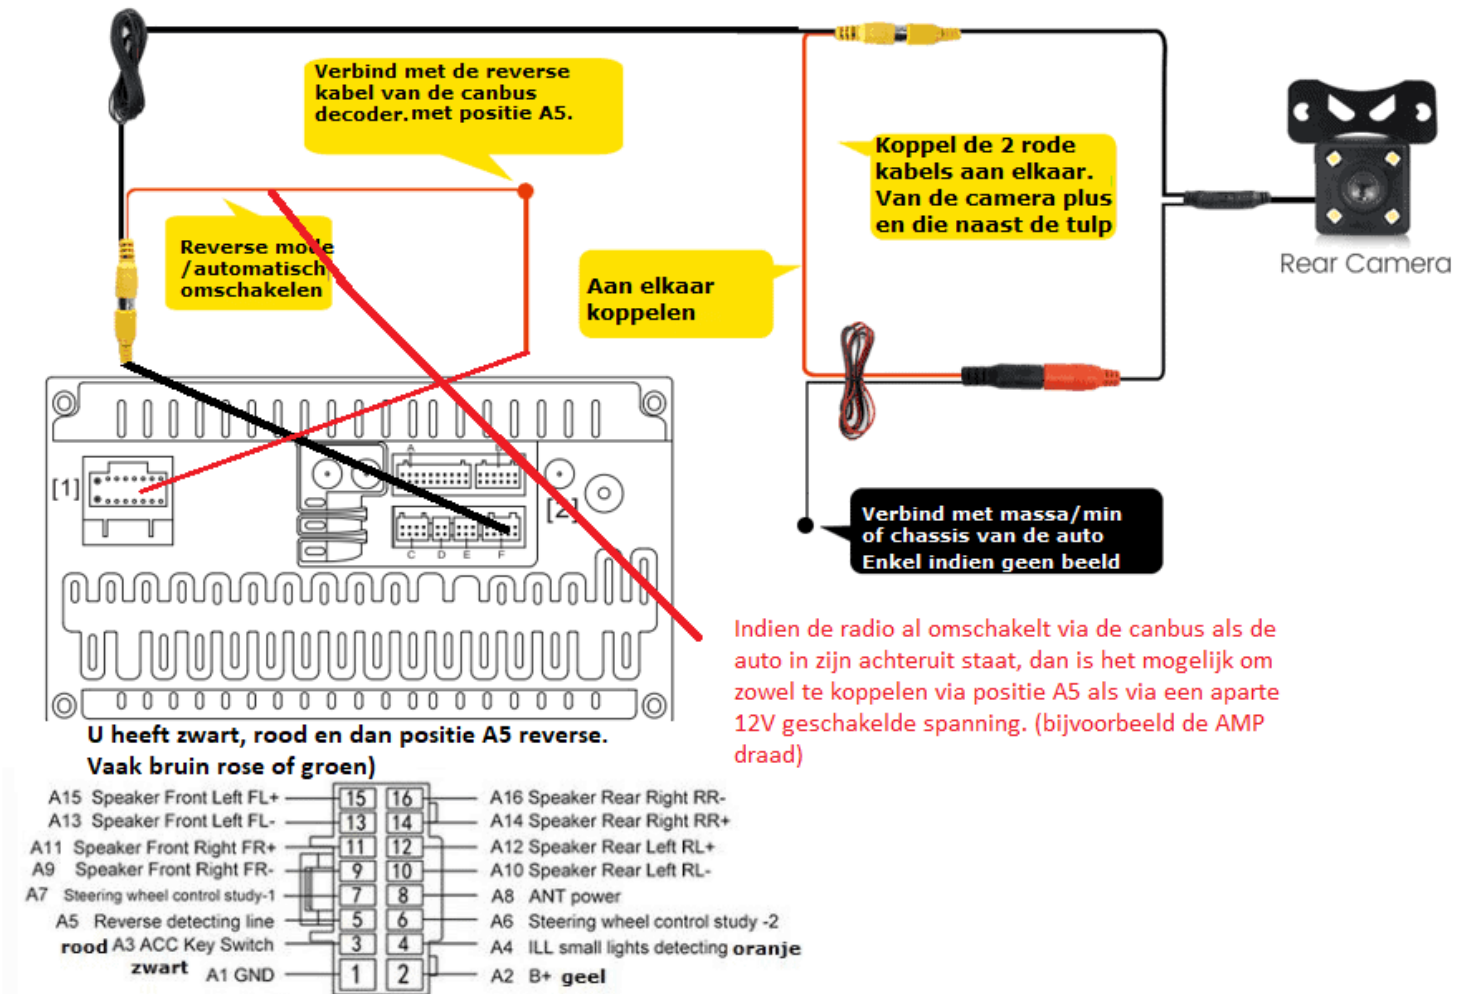 Verbind met de reverse
kabel van de canbus
decoder. met positie A5.
Koppel de 2 rode
kabels aan elkaar.
Van de camera plus
en die naast de tulp
Reverse mode
/automatisch
omschakelen
Aan elkaar
koppelen
Rear Camera
[1]
A
[2]
C D E F
Verbind met massa/min
of chassis van de auto
Enkel indien geen beeld
Indien de radio al omschakelt via de canbus als de
auto in zijn achteruit staat, dan is het mogelijk om
zowel te koppelen via positie A5 als via een aparte
12V geschakelde spanning. (bijvoorbeeld de AMP
draad)
U heeft zwart, rood en dan positie A5 reverse.
Vaak bruin rose of groen)
A15 Speaker Front Left FL+ 15 16 A16 Speaker Rear Right RR-
A13 Speaker Front Left FL- 13 14 A14 Speaker Rear Right RR+
A11 Speaker Front Right FR+ 11 12 A12 Speaker Rear Left RL+
A9 Speaker Front Right FR- 9 10 A10 Speaker Rear Left RL-
A7 Steering wheel control study-1 7 8 A8 ANT power
A5 Reverse detecting line 5 6 A6 Steering wheel control study -2
rood A3 ACC Key Switch 3 4 A4 ILL small lights detecting oranje
zwart A1 GND 1 2 A2 B+ geel